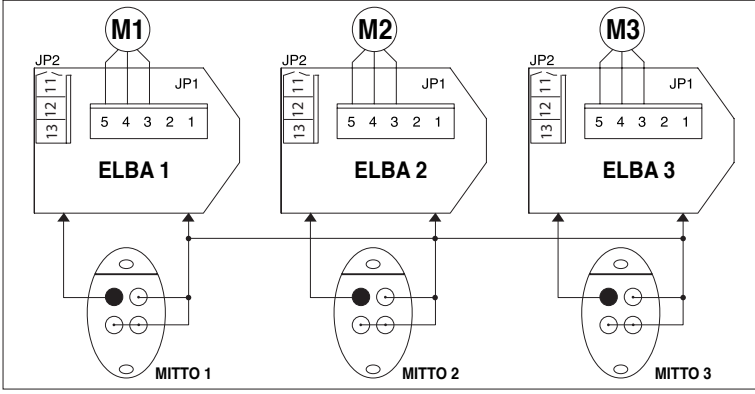 M1 M2 M3
JP2 JP2 JP2
11 JP1 11 JP1 11 JP1
12 12 12
13 5 4 3 2 1 13 5 4 3 2 1 13 5 4 3 2 1
ELBA 1 ELBA 2 ELBA 3
MITTO 1 MITTO 2 MITTO 3